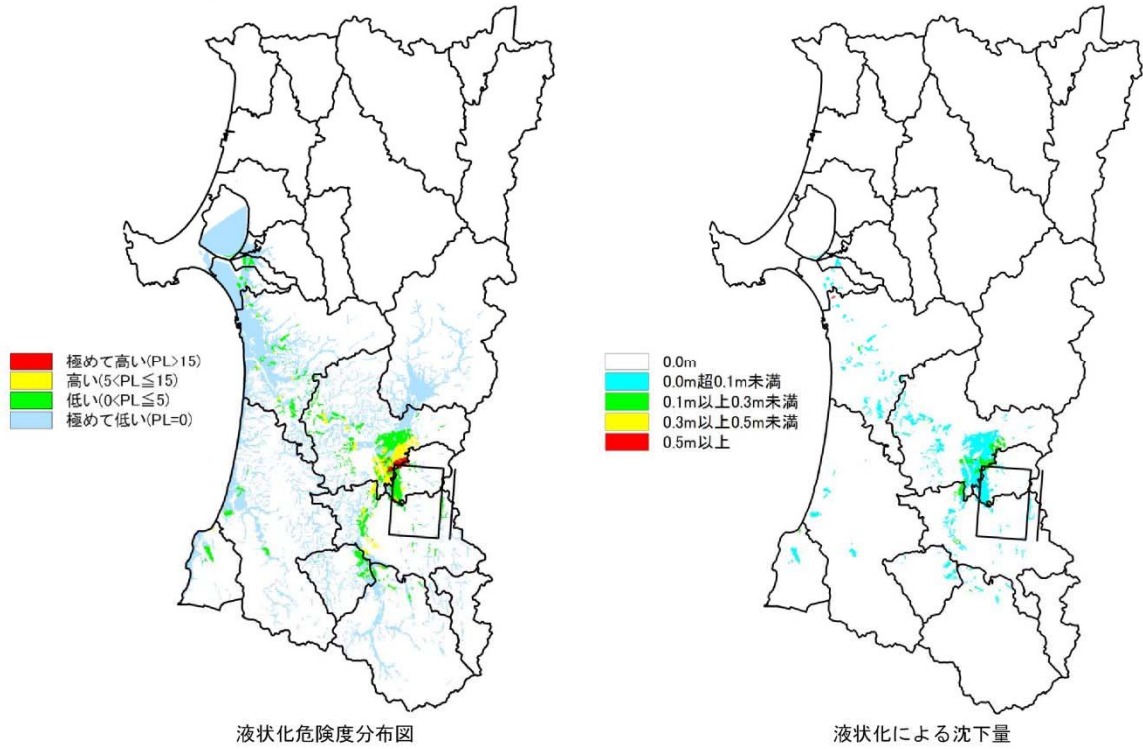 極めて高い(PL>15)
高い(5<PL≦15)
低い(0<PL≦5)
極めて低い(PL=0)
液状化危険度分布図
0.0m
0.0m超0.1m未満
0.1m以上0.3m未満
0.3m以上0.5m未満
0.5m以上
液状化による沈下量